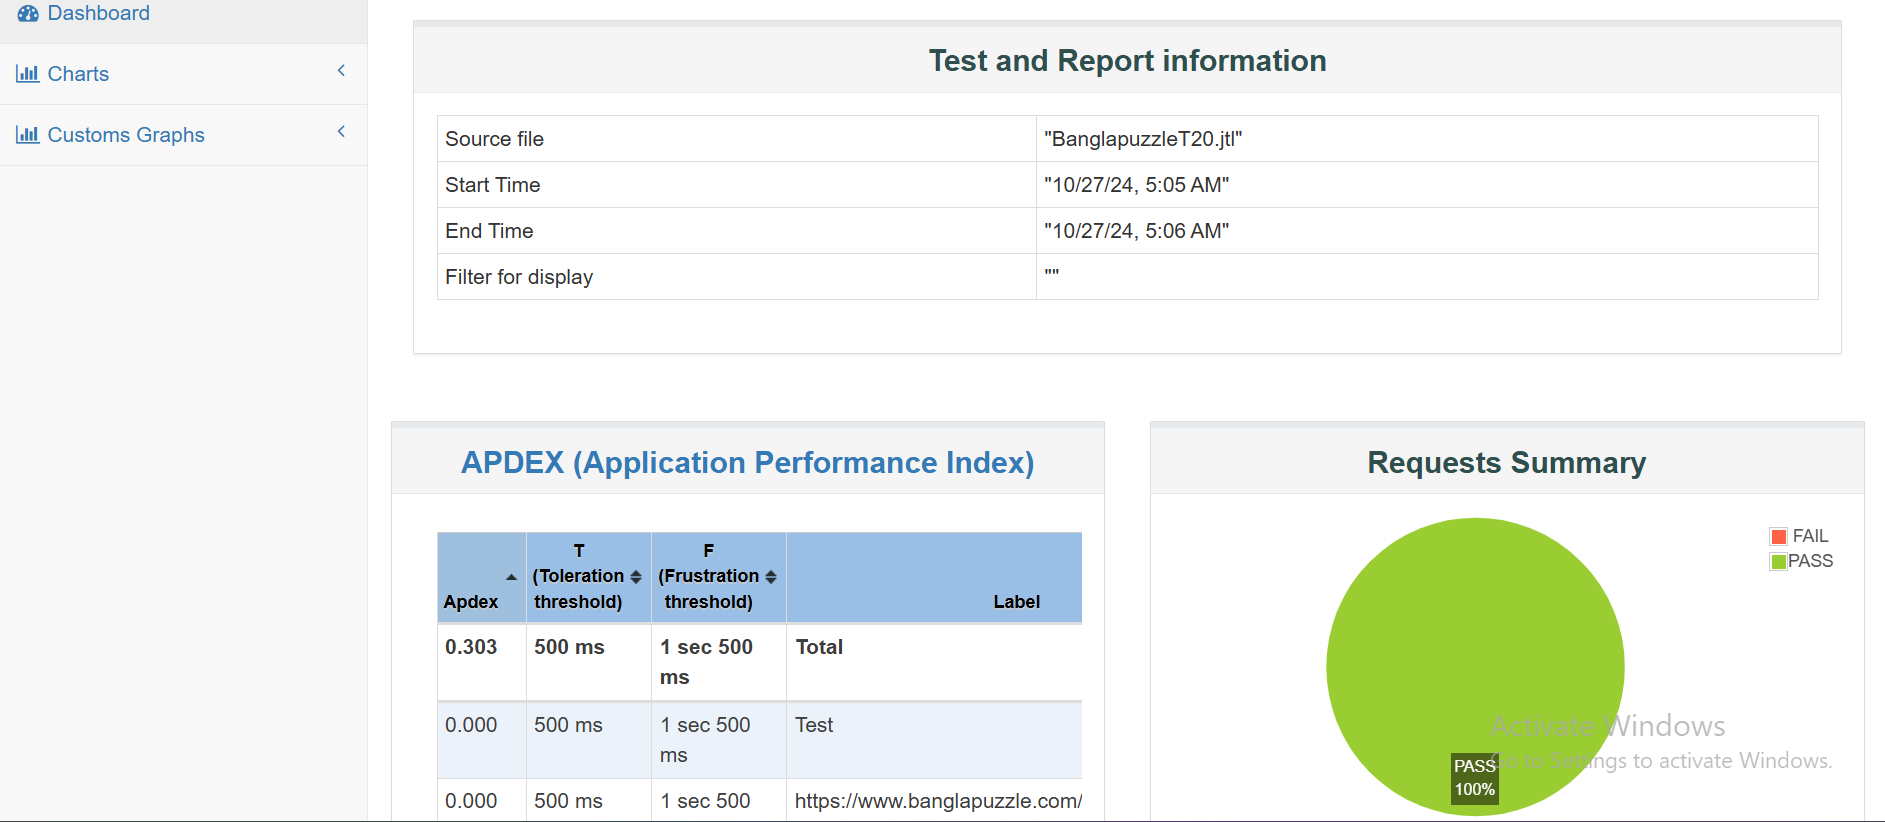 Dashboard
Charts
Customs Graphs
Test and Report information
Source file "BanglapuzzleT20.jtl"
Start Time "10/27/24, 5:05 AM"
End Time "10/27/24, 5:06 AM"
Filter for display ""
APDEX (Application Performance Index)
Apdex T (Toleration threshold) F (Frustration threshold) Label
0.303 500 ms 1 sec 500 ms Total
0.000 500 ms 1 sec 500 ms Test
0.000 500 ms 1 sec 500 https://www.banglapuzzle.com/
Requests Summary
FAIL
PASS
PASS
100%
Activate Windows
Go to Settings to activate Windows.